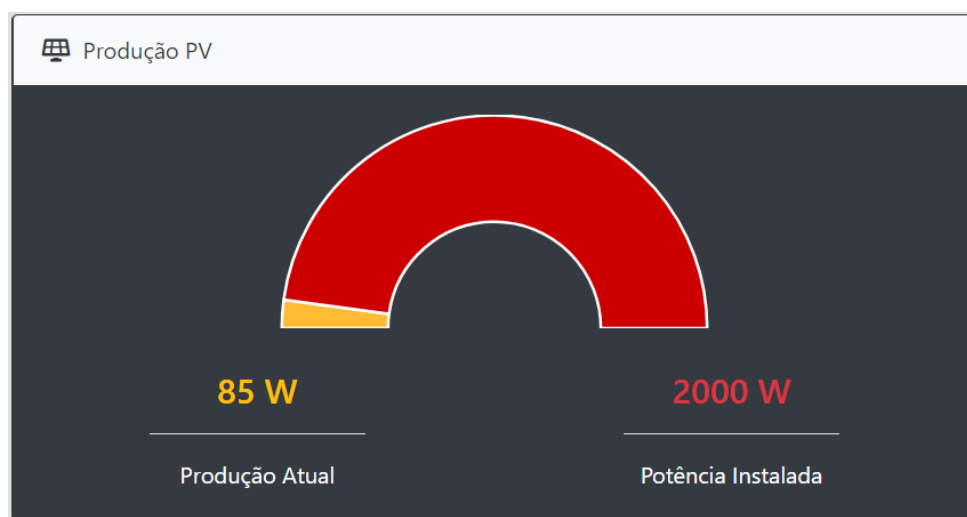 Produção PV
85 W
2000 W
Produção Atual
Potência Instalada